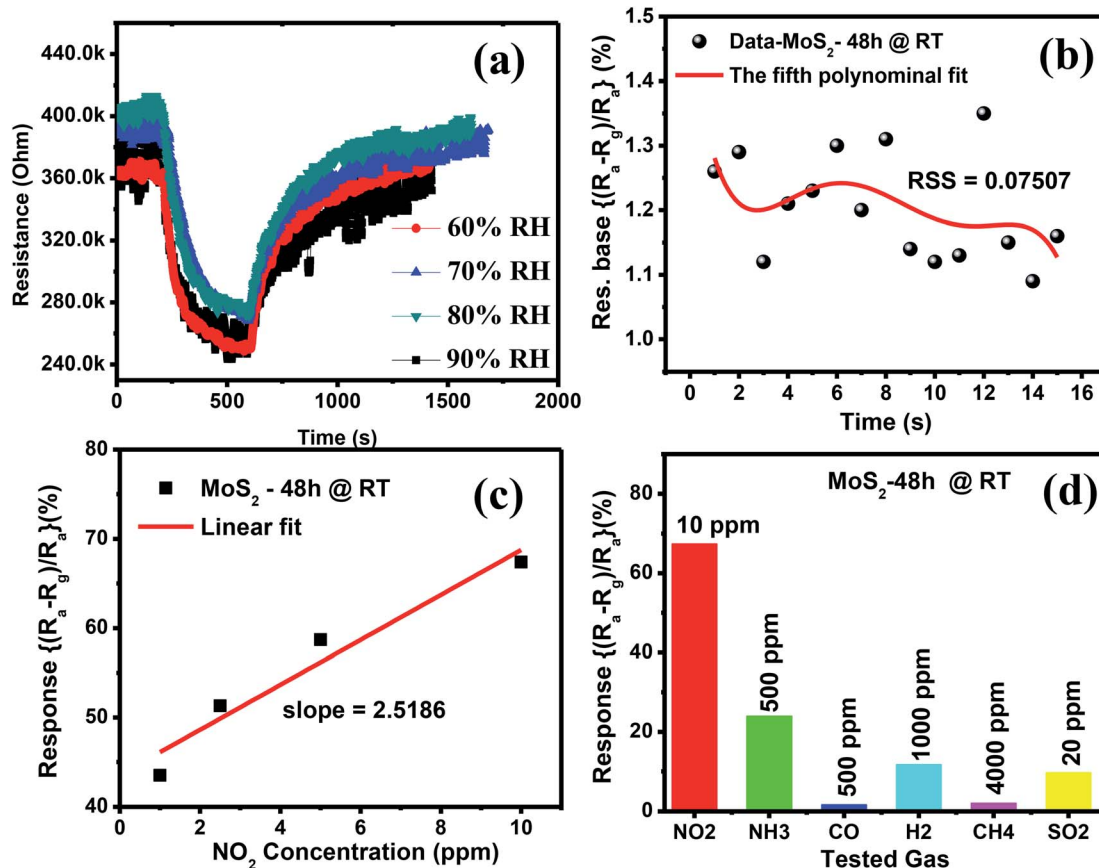 (a)
440.0k
400.0k
360.0k
320.0k
280.0k
240.0k
Resistance (Ohm)
60% RH
70% RH
80% RH
90% RH
0
500
1000
1500
2000
Time (s)
(b)
1.5
1.4
1.3
1.2
1.1
1.0
Res. base {(Rₐ-R_g)/Rₐ} (%)
Data-MoS₂- 48h @ RT
The fifth polynominal fit
RSS = 0.07507
0 2 4 6 8 10 12 14 16
Time (s)
(c)
80
70
60
50
40
Response {(Rₐ-R_g)/Rₐ}(%)
MoS₂ - 48h @ RT
Linear fit
slope = 2.5186
0 2 4 6 8 10
NO₂ Concentration (ppm)
(d)
MoS₂-48h @ RT
80
60
40
20
0
Response {(Rₐ-R_g)/Rₐ}(%)
10 ppm
500 ppm
500 ppm
1000 ppm
4000 ppm
20 ppm
NO2 NH3 CO H2 CH4 SO2
Tested Gas